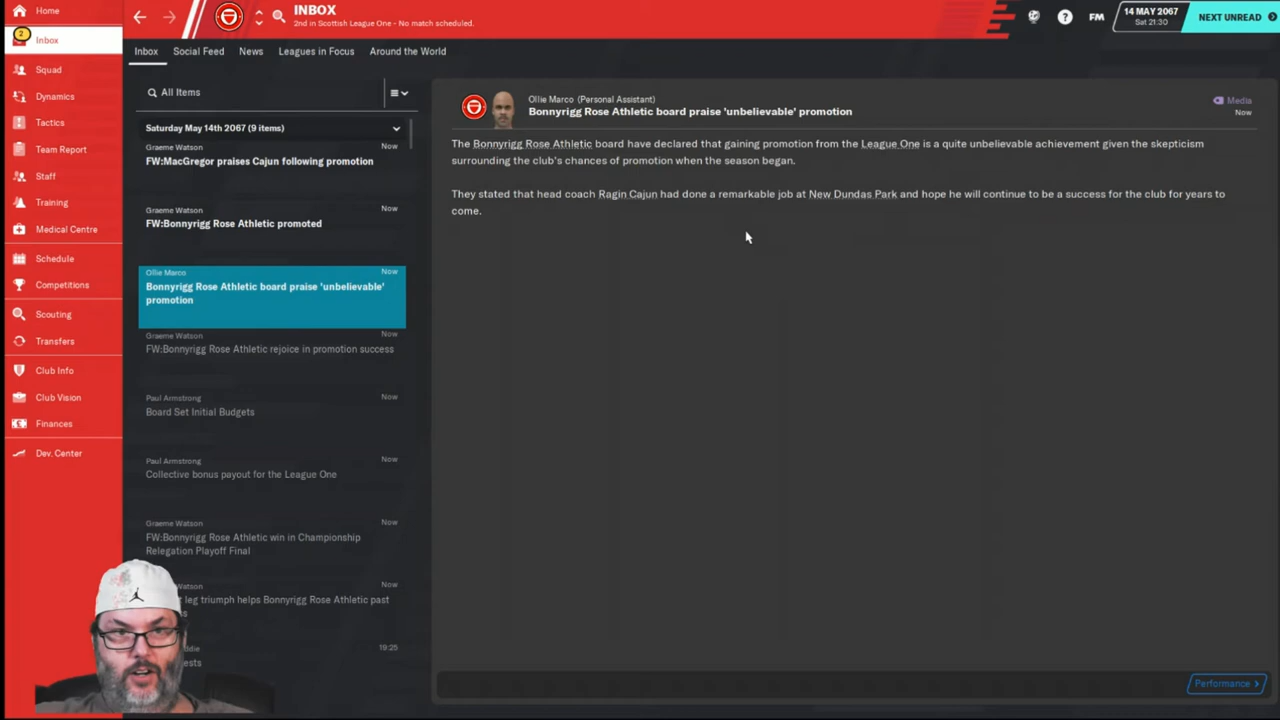 Home
INBOX
2nd in Scottish League One - No match scheduled.
FM
14 MAY 2067
Sat 21:30
NEXT UNREAD
2
Inbox
Squad
Dynamics
Tactics
Team Report
Staff
Training
Medical Centre
Schedule
Competitions
Scouting
Transfers
Club Info
Club Vision
Finances
Dev. Center
Inbox Social Feed News Leagues in Focus Around the World
All Items
Saturday May 14th 2067 (9 items)
Graeme Watson Now
FW:MacGregor praises Cajun following promotion
Graeme Watson Now
FW:Bonnyrigg Rose Athletic promoted
Ollie Marco Now
Bonnyrigg Rose Athletic board praise 'unbelievable'
promotion
Graeme Watson Now
FW:Bonnyrigg Rose Athletic rejoice in promotion success
Paul Armstrong Now
Board Set Initial Budgets
Paul Armstrong Now
Collective bonus payout for the League One
Graeme Watson Now
FW:Bonnyrigg Rose Athletic win in Championship
Relegation Playoff Final
Watson Now
leg triumph helps Bonnyrigg Rose Athletic past
19:25
Ollie Marco (Personal Assistant)
Bonnyrigg Rose Athletic board praise 'unbelievable' promotion
Media
Now
The Bonnyrigg Rose Athletic board have declared that gaining promotion from the League One is a quite unbelievable achievement given the skepticism
surrounding the club's chances of promotion when the season began.
They stated that head coach Ragin Cajun had done a remarkable job at New Dundas Park and hope he will continue to be a success for the club for years to
come.
Performance